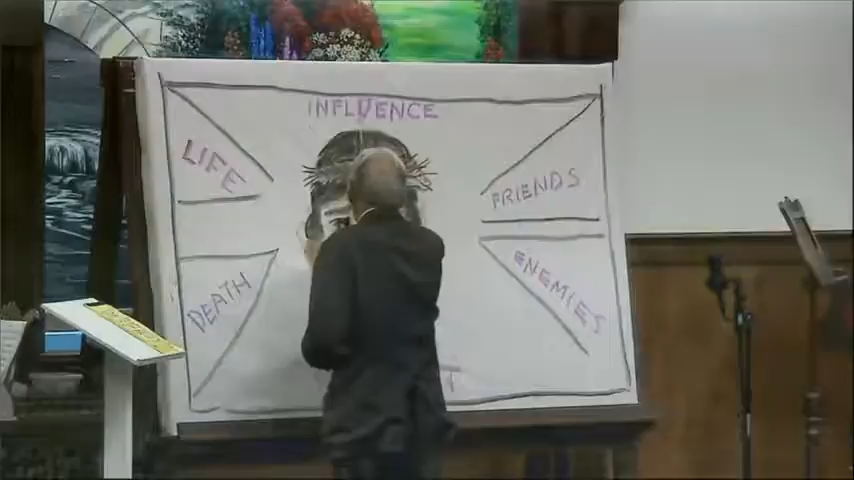 INFLUENCE
LIFE
FRIENDS
DEATH
ENEMIES